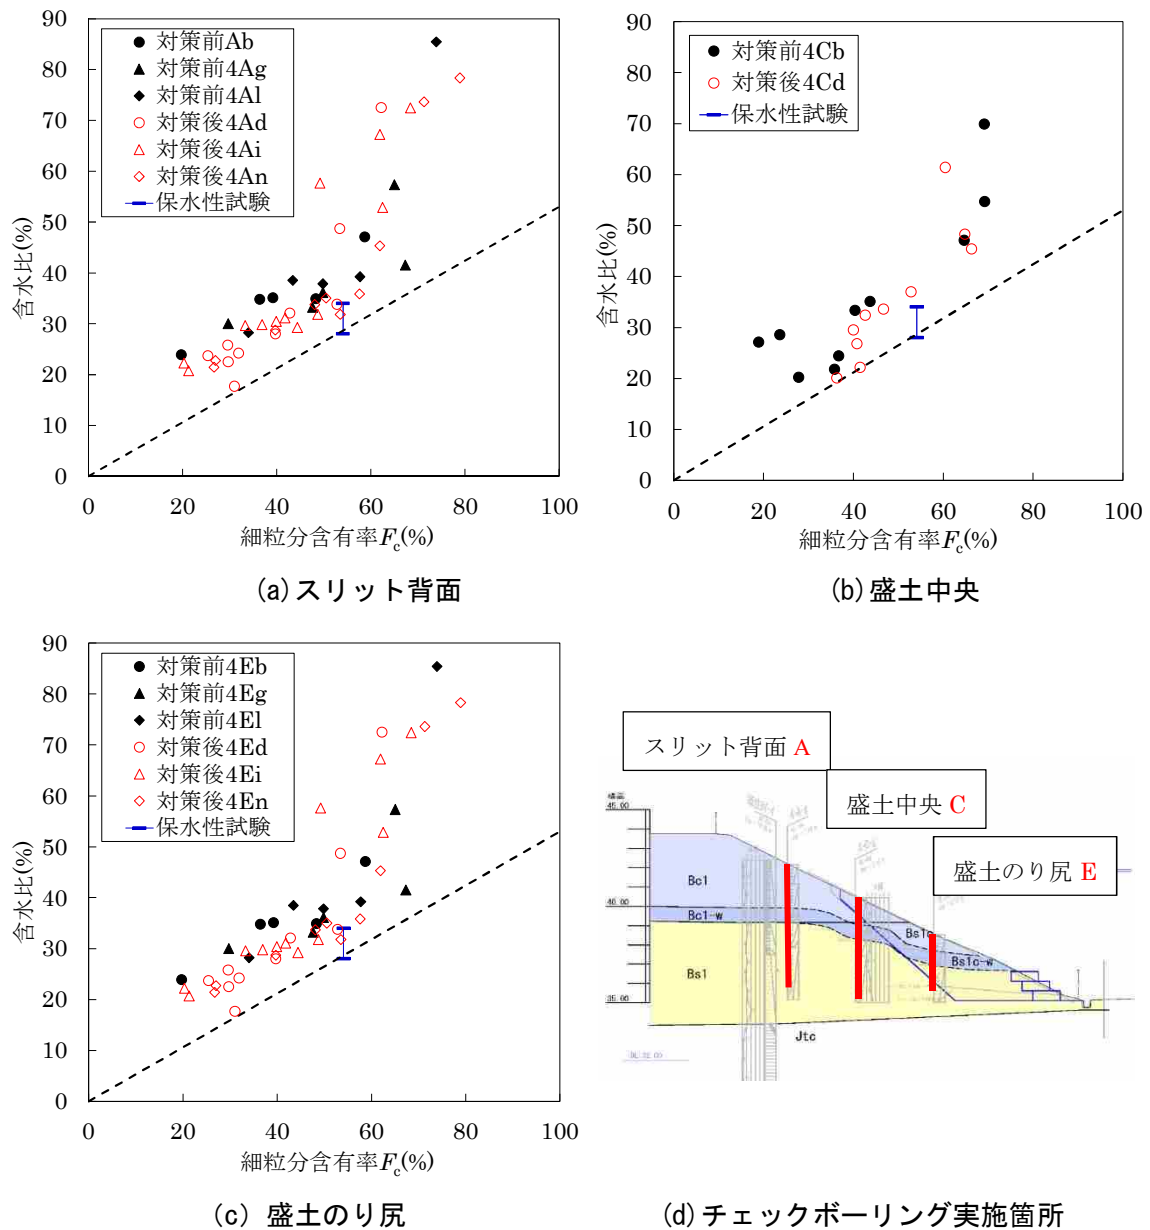 90
80
70
60
50
40
30
20
10
0
含水比(%)
対策前Ab
対策前4Ag
対策前4Al
対策後4Ad
対策後4Ai
対策後4An
保水性試験
0 20 40 60 80 100
細粒分含有率Fc(%)
(a)スリット背面
90
80
70
60
50
40
30
20
10
0
含水比(%)
対策前4Cb
対策後4Cd
保水性試験
0 20 40 60 80 100
細粒分含有率Fc(%)
(b)盛土中央
90
80
70
60
50
40
30
20
10
0
含水比(%)
対策前4Eb
対策前4Eg
対策前4El
対策後4Ed
対策後4Ei
対策後4En
保水性試験
0 20 40 60 80 100
細粒分含有率Fc(%)
(c) 盛土のり尻
スリット背面 A
盛土中央 C
盛土のり尻 E
45.00
40.00
35.00
Bc1
Bc1-w
Bs1
Bs1c
Bs1c-w
Jtc
(d)チェックボーリング実施箇所